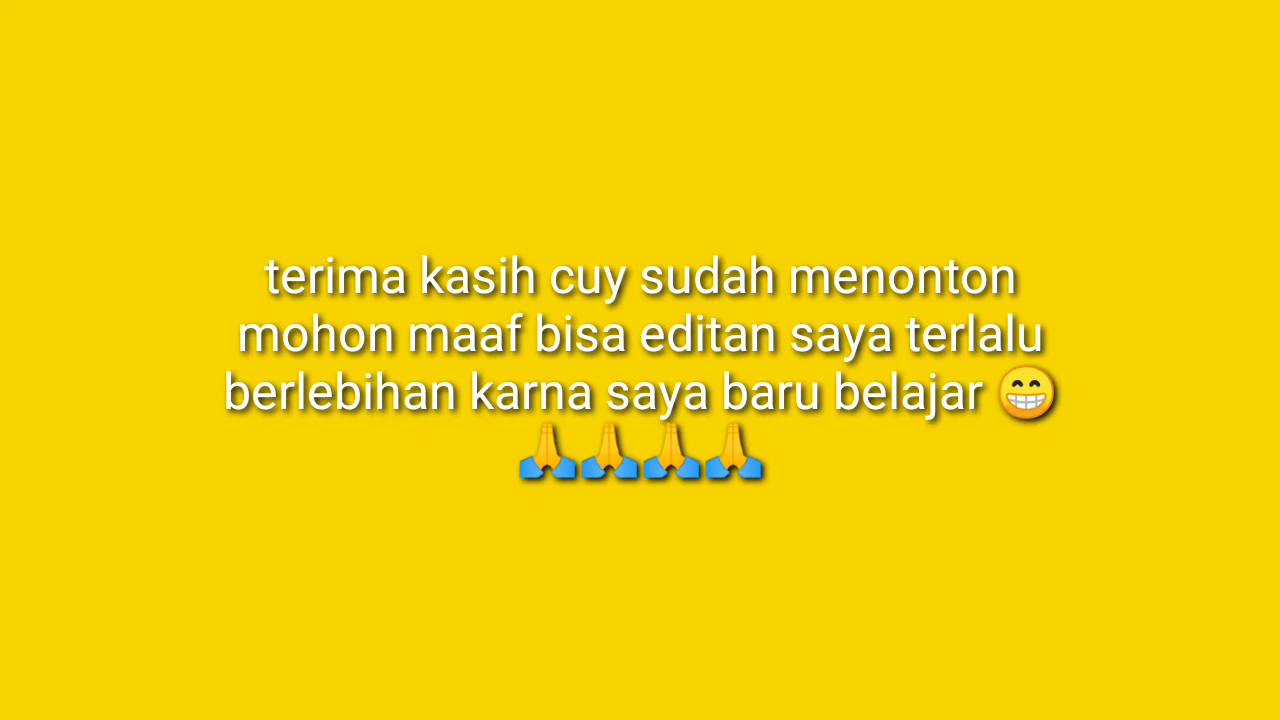 terima kasih cuy sudah menonton
mohon maaf bisa editan saya terlalu
berlebihan karna saya baru belajar 😁
🙏🙏🙏🙏